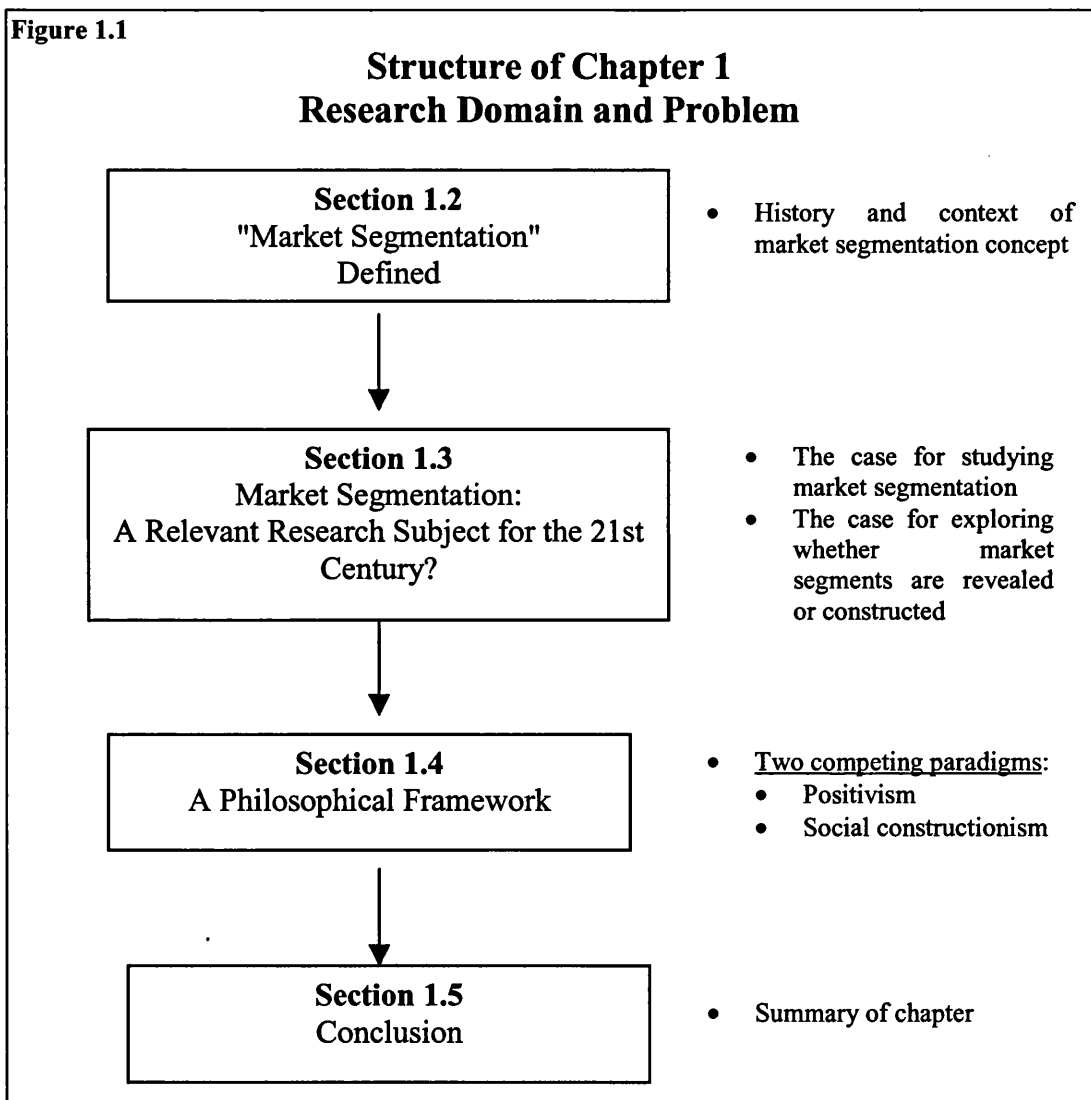 Figure 1.1
Structure of Chapter 1
Research Domain and Problem
Section 1.2
"Market Segmentation"
Defined
• History and context of
market segmentation concept
Section 1.3
Market Segmentation:
A Relevant Research Subject for the 21st
Century?
• The case for studying
market segmentation
• The case for exploring
whether market
segments are revealed
or constructed
Section 1.4
A Philosophical Framework
• Two competing paradigms:
• Positivism
• Social constructionism
Section 1.5
Conclusion
• Summary of chapter